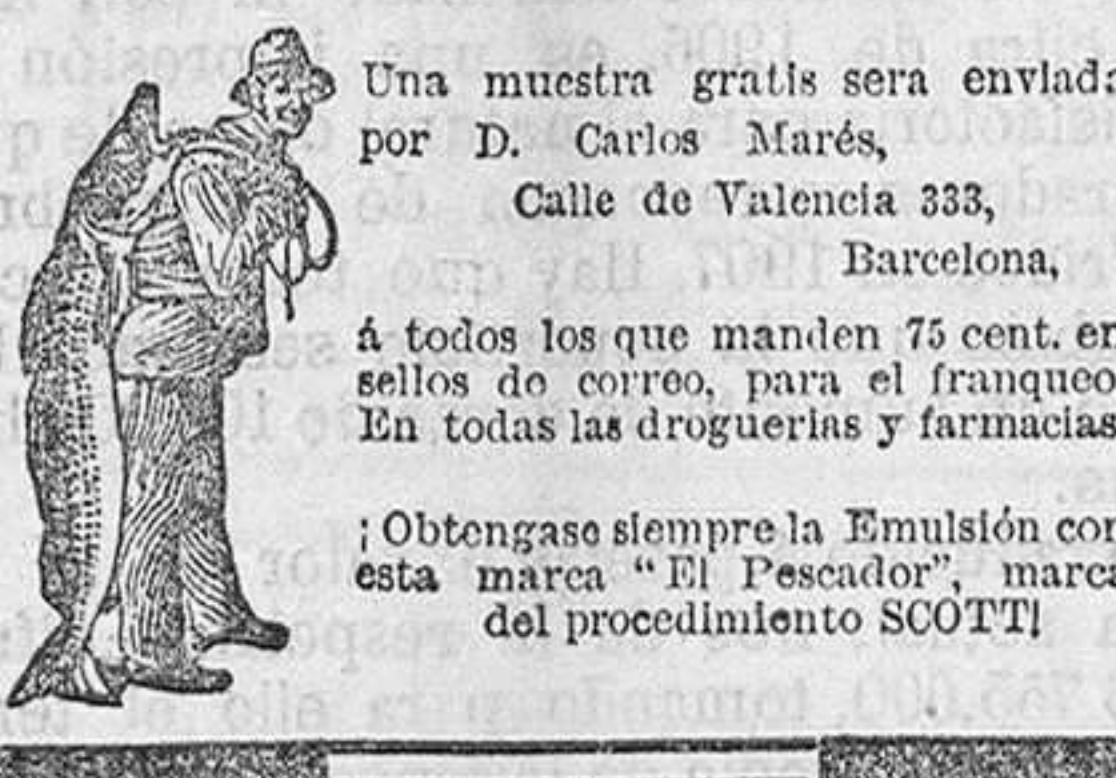 Una muestra gratis sera enviada
por D. Carlos Marés,
Calle de Valencia 333,
Barcelona,
á todos los que manden 75 cent. en
sellos de correo, para el franqueo
En todas las droguerias y farmacias
¡Obtengase siempre la Emulsión con
esta marca "El Pescador", marca
del procedimiento SCOTT!